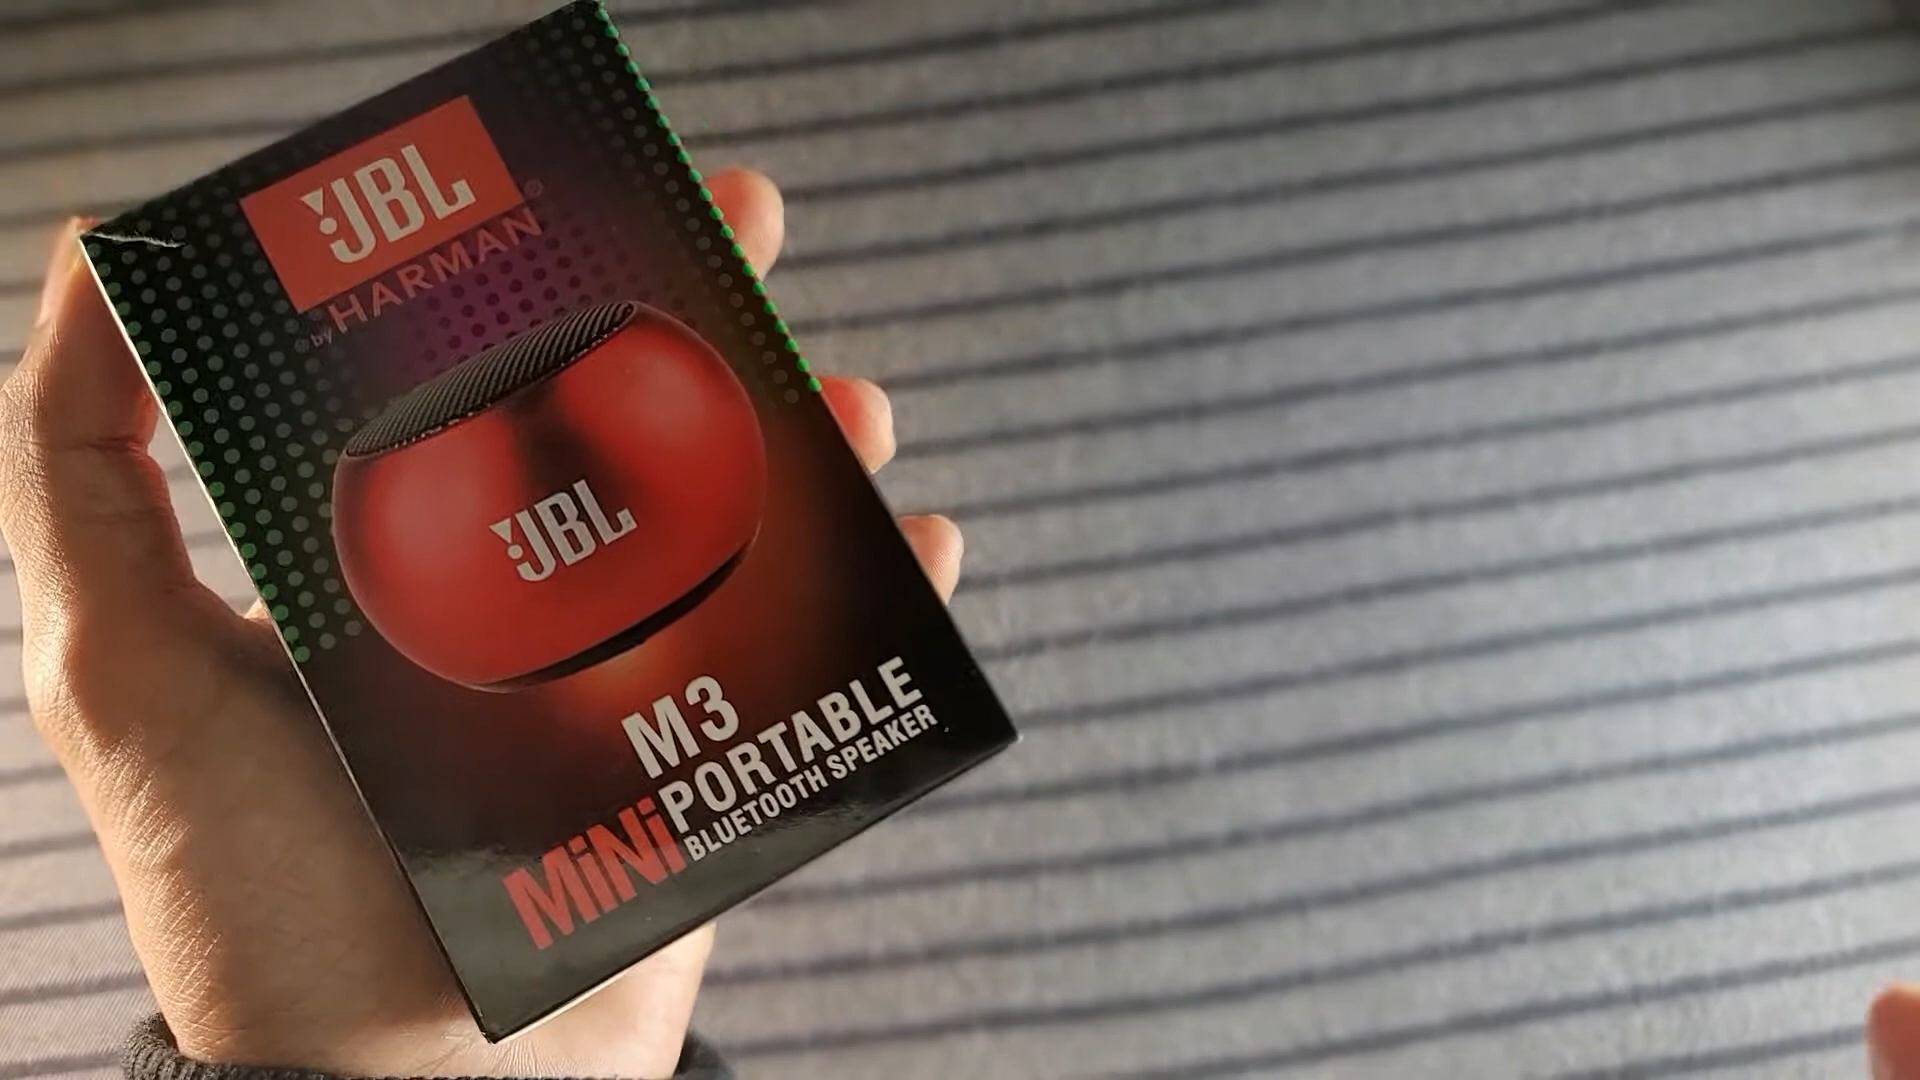 JBL
by HARMAN
JBL
M3
MiNi PORTABLE
BLUETOOTH SPEAKER